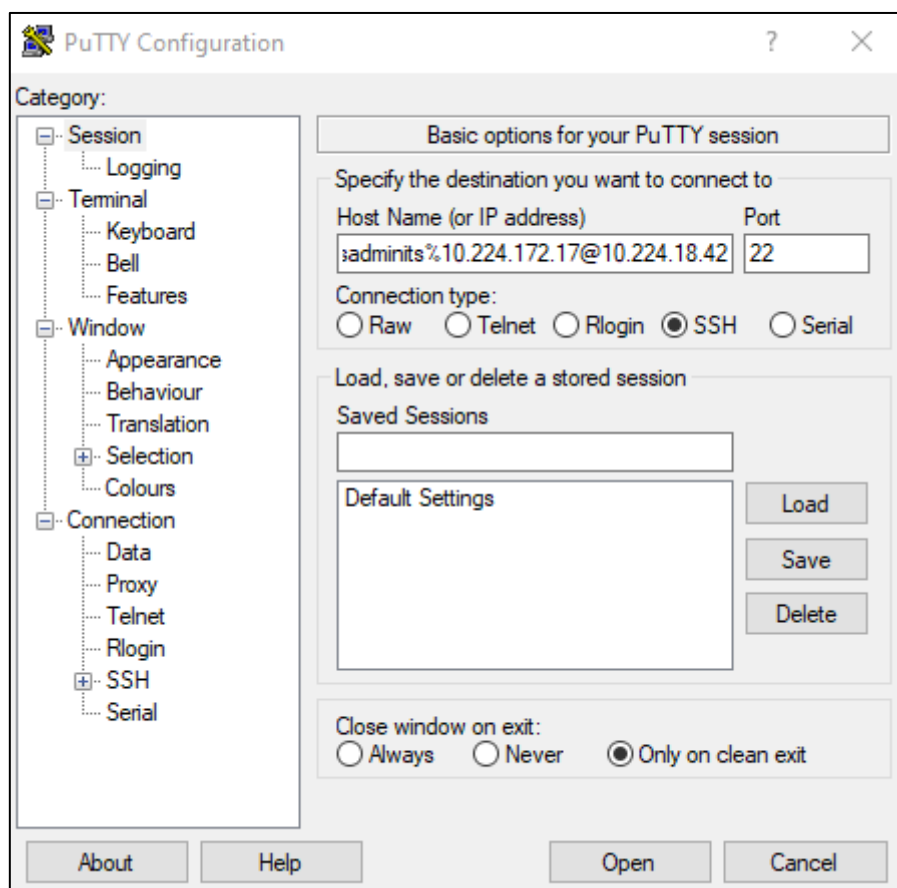 PuTTY Configuration
?
Category:
Session
Logging
Terminal
Keyboard
Bell
Features
Window
Appearance
Behaviour
Translation
Selection
Colours
Connection
Data
Proxy
Telnet
Rlogin
SSH
Serial
Basic options for your PuTTY session
Specify the destination you want to connect to
Host Name (or IP address) Port
sadminits%10.224.172.17@10.224.18.42 22
Connection type:
Raw Telnet Rlogin SSH Serial
Load, save or delete a stored session
Saved Sessions
Default Settings
Load
Save
Delete
Close window on exit:
Always Never Only on clean exit
About Help Open Cancel